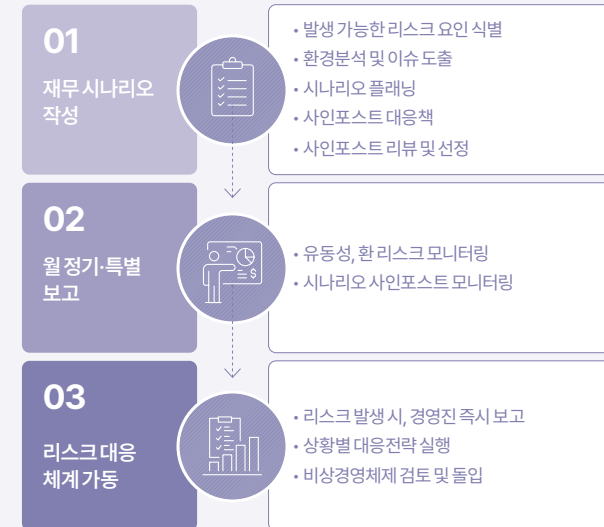 01
재무 시나리오
작성
• 발생 가능한 리스크 요인 식별
• 환경분석 및 이슈 도출
• 시나리오 플래닝
• 사인포스트 대응책
• 사인포스트 리뷰 및 선정
02
월 정기·특별
보고
$
• 유동성, 환 리스크 모니터링
• 시나리오 사인포스트 모니터링
03
리스크 대응
체계 가동
• 리스크 발생 시, 경영진 즉시 보고
• 상황별 대응전략 실행
• 비상경영체제 검토 및 돌입